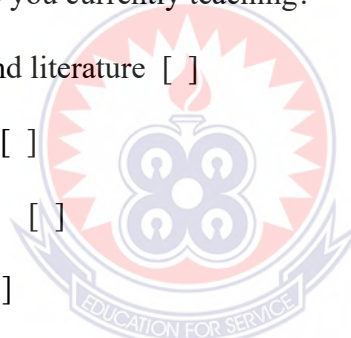 you currently teaching?
nd literature [ ]
[ ]
[ ]
]
EDUCATION FOR SERVICE